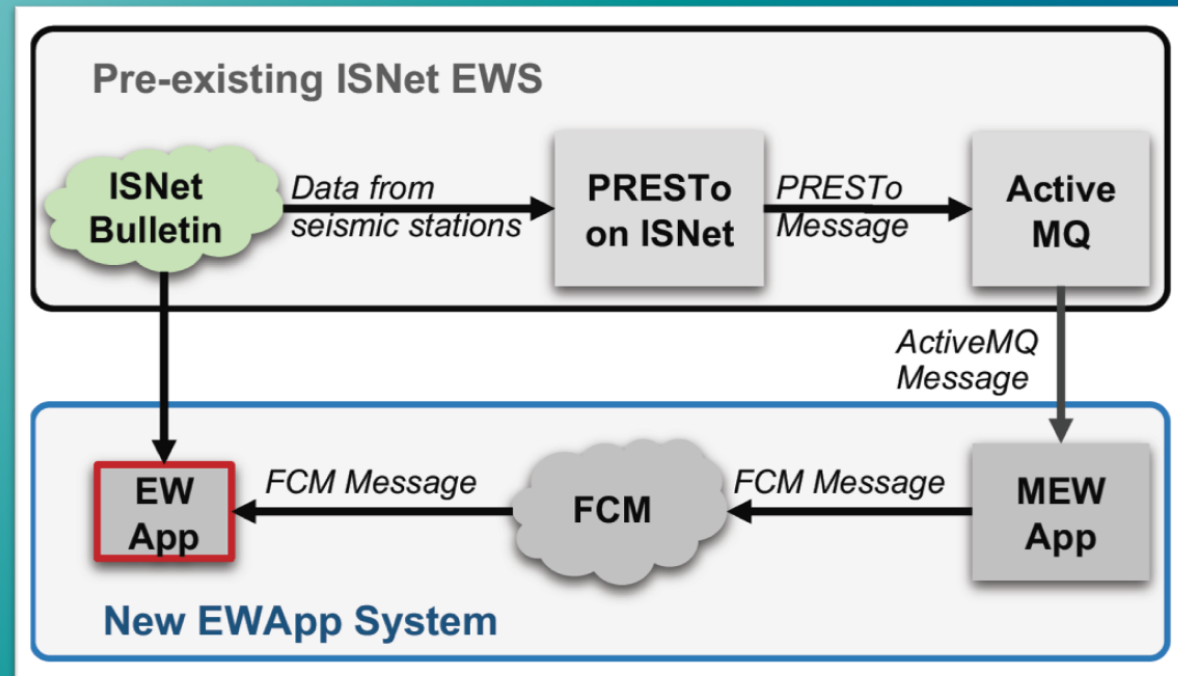 Pre-existing ISNet EWS
ISNet
Bulletin
Data from
seismic stations
PRESTo
on ISNet
PRESTo
Message
Active
MQ
ActiveMQ
Message
EW
App
FCM Message
FCM
FCM Message
MEW
App
New EWApp System